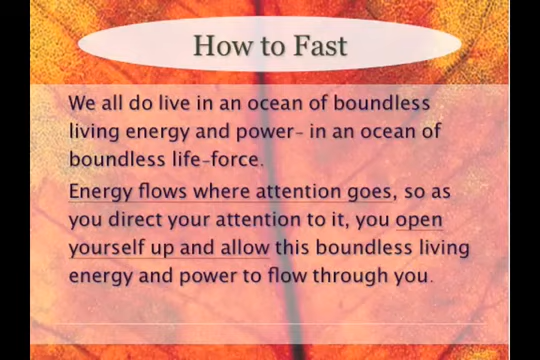 How to Fast
We all do live in an ocean of boundless
living energy and power- in an ocean of
boundless life-force.
Energy flows where attention goes, so as
you direct your attention to it, you open
yourself up and allow this boundless living
energy and power to flow through you.